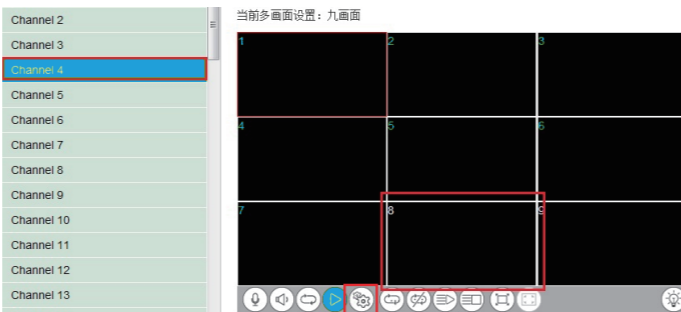 Channel 2
Channel 3
Channel 4
Channel 5
Channel 6
Channel 7
Channel 8
Channel 9
Channel 10
Channel 11
Channel 12
Channel 13
当前多画面设置：九画面
1 2 3
4 5 6
7 8 9